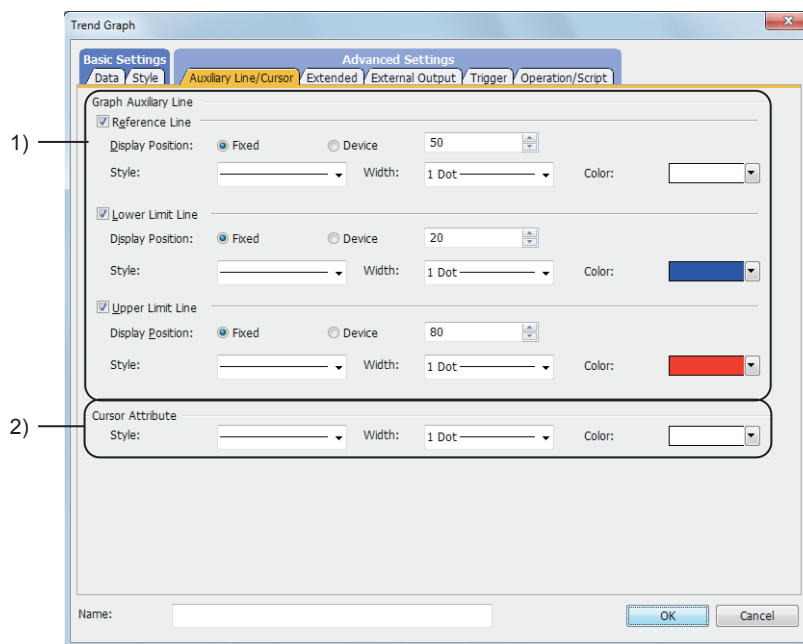 Trend Graph
Basic Settings Advanced Settings
Data Style Auxiliary Line/Cursor Extended External Output Trigger Operation/Script
1)
Graph Auxiliary Line
Reference Line
Display Position: Fixed Device 50
Style: Width: 1 Dot Color:
Lower Limit Line
Display Position: Fixed Device 20
Style: Width: 1 Dot Color:
Upper Limit Line
Display Position: Fixed Device 80
Style: Width: 1 Dot Color:
2)
Cursor Attribute
Style: Width: 1 Dot Color:
Name: OK Cancel